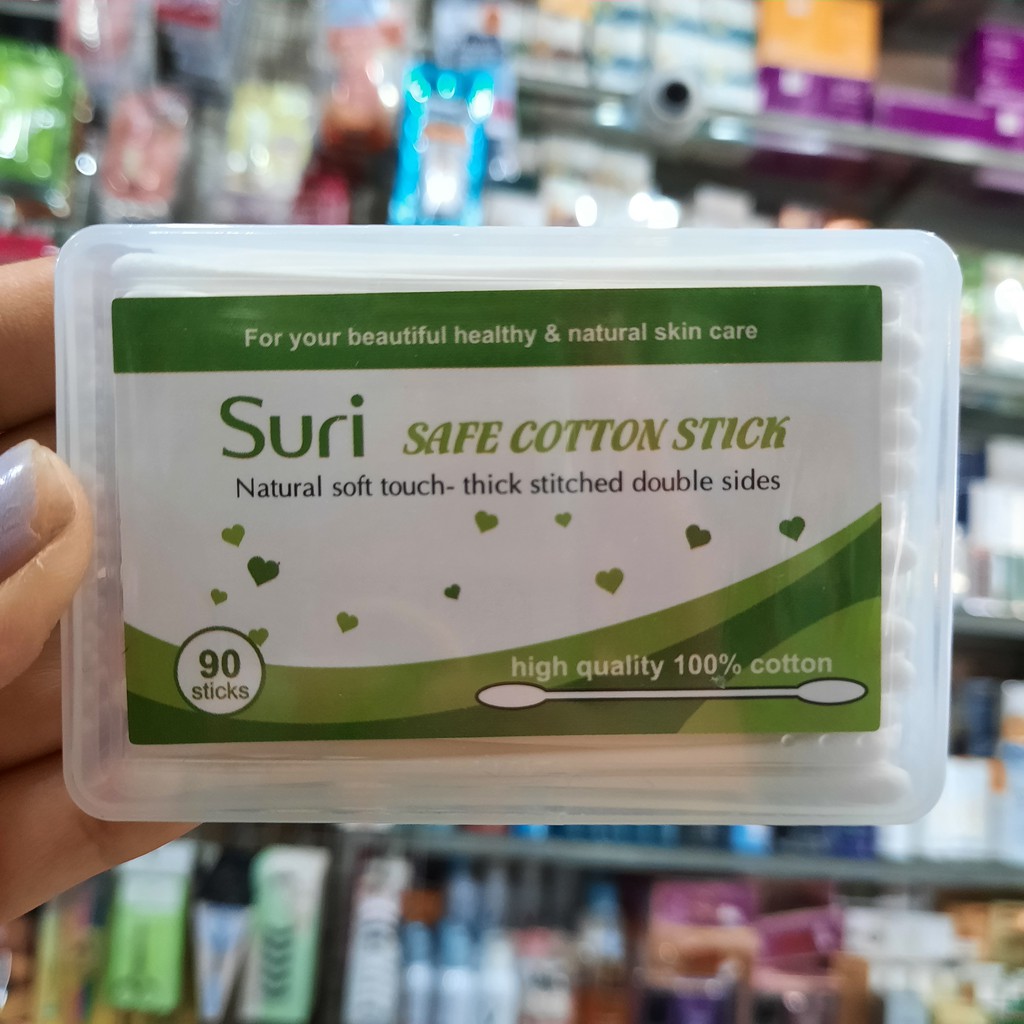 For your beautiful healthy & natural skin care
Suri SAFE COTTON STICK
Natural soft touch- thick stitched double sides
90
sticks
high quality 100% cotton